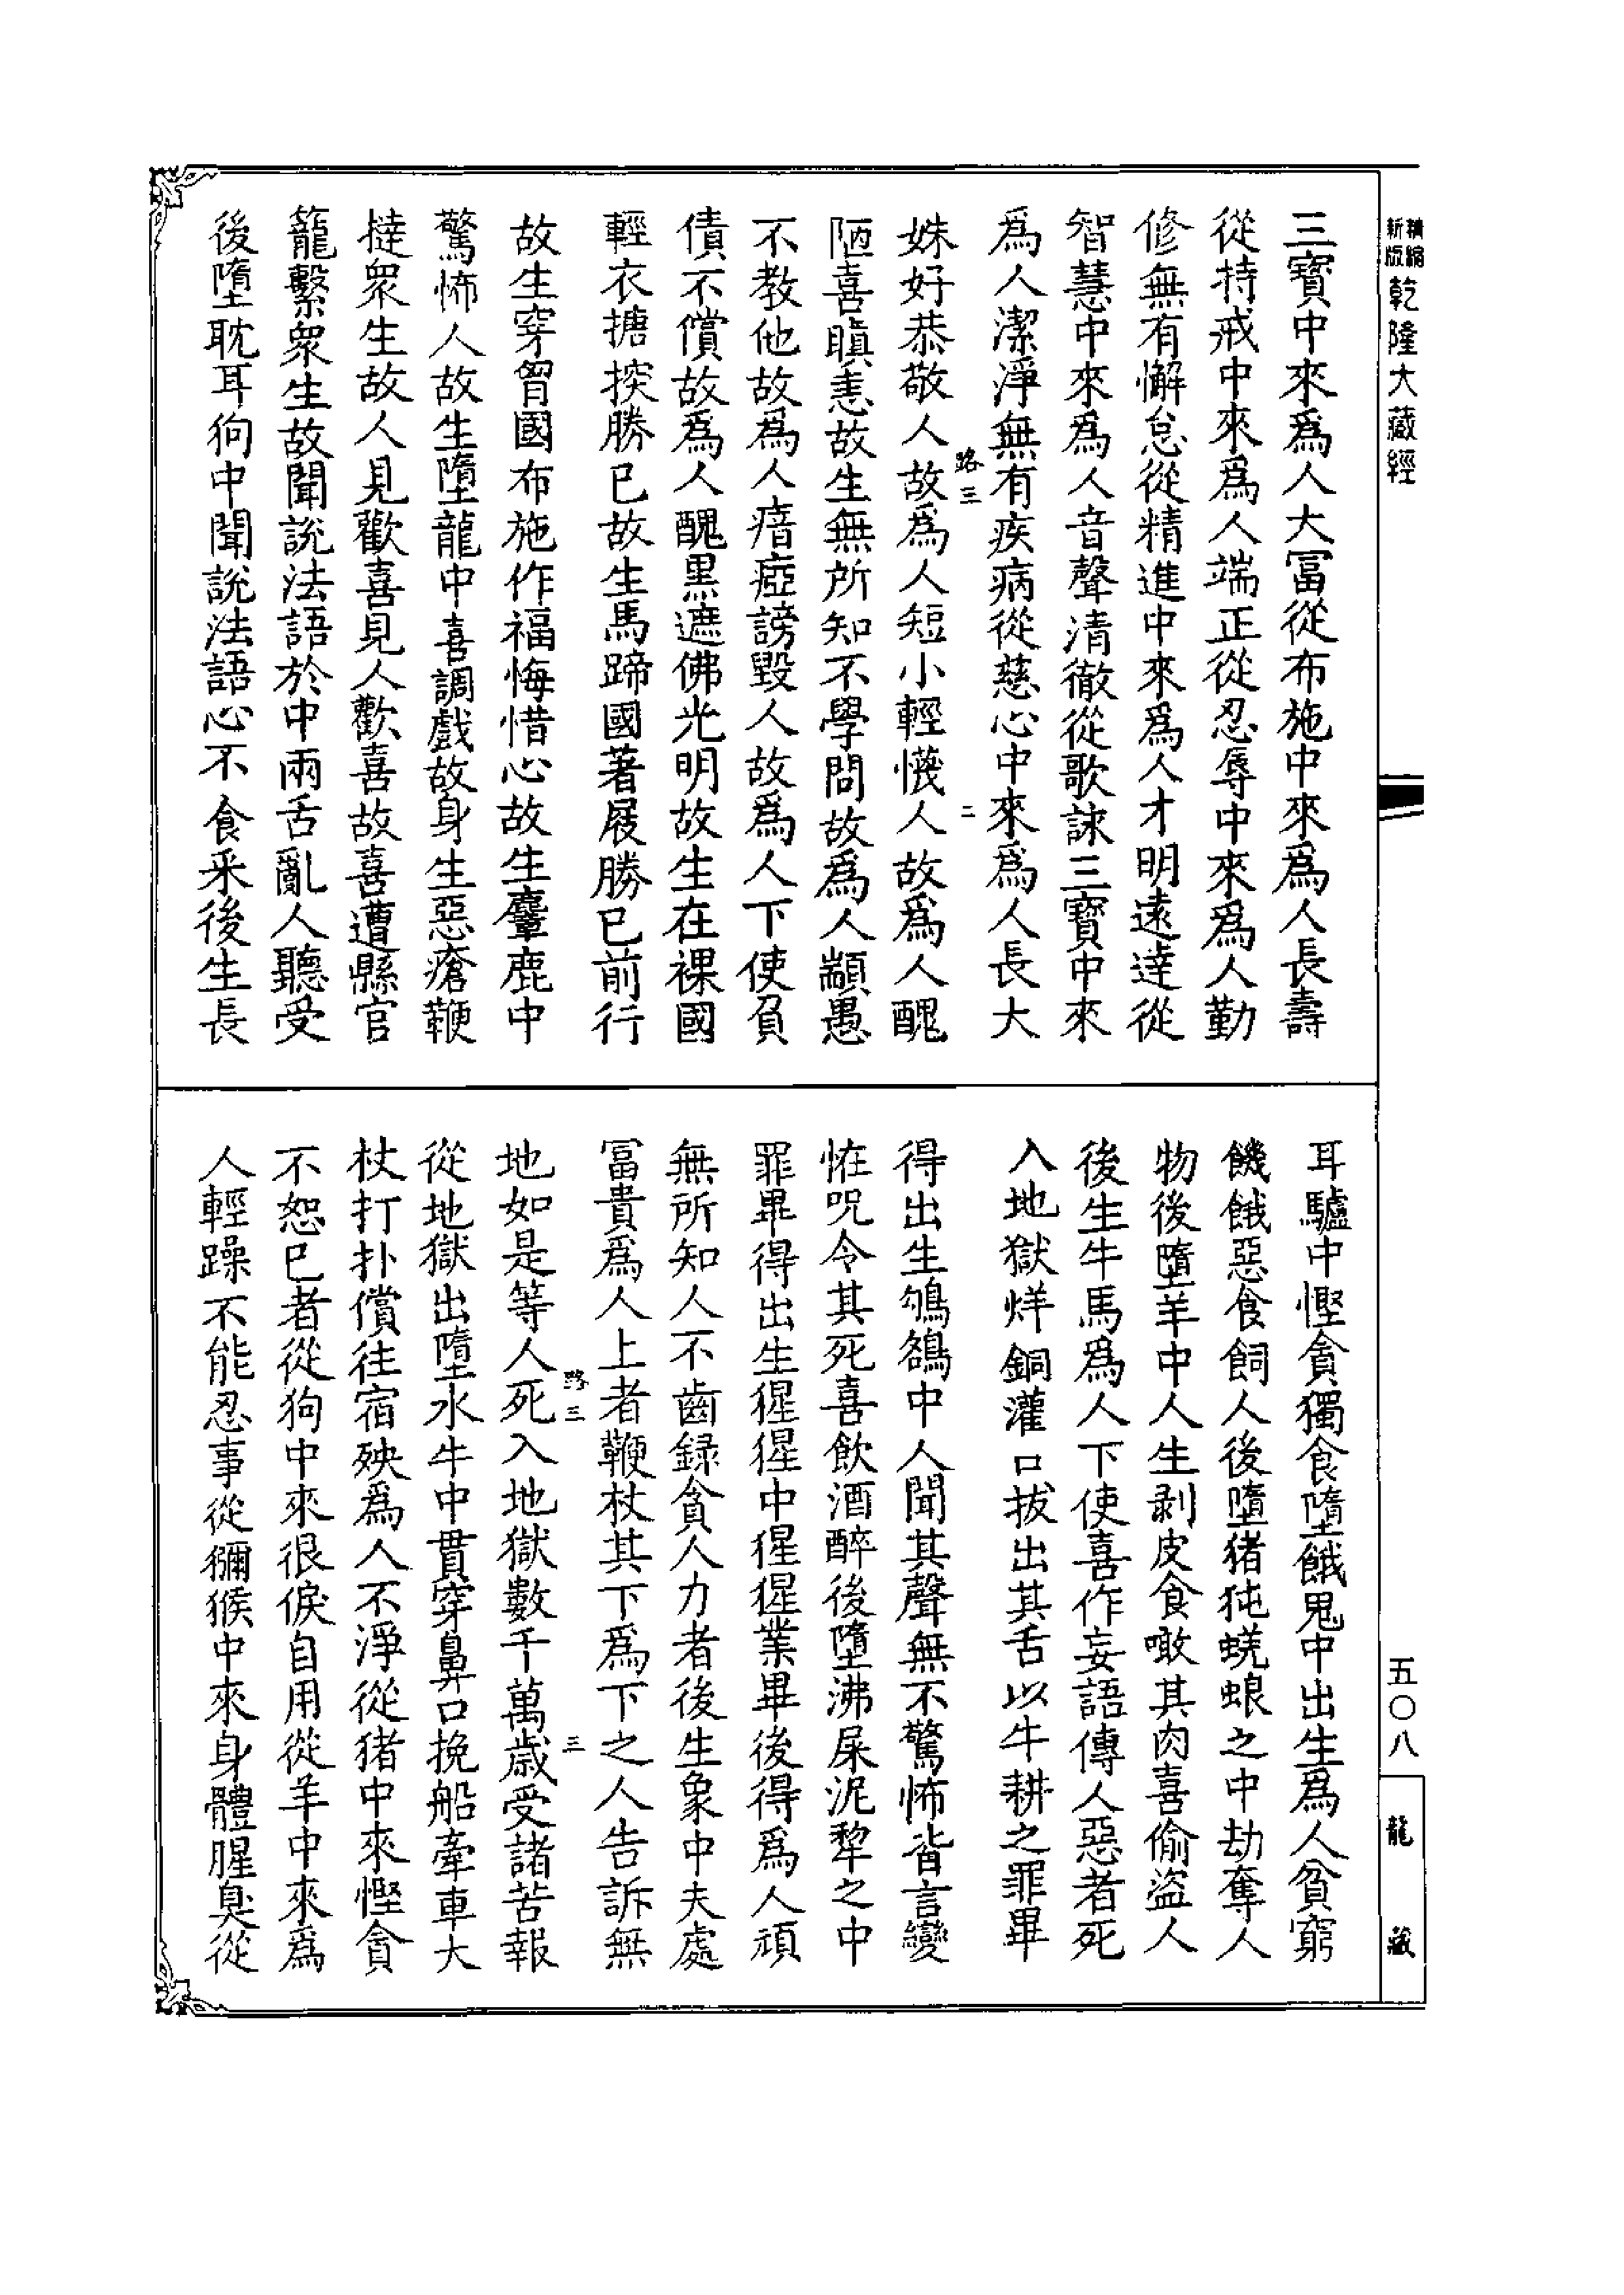 精縮
新版
乾隆大藏經
三寶中來爲人大冨從布施中來爲人長壽
從持戒中來爲人端正從忍辱中來爲人勤
修無有懈怠從精進中來爲人才明遠達從
智慧中來爲人音聲清徹從歌詠三寶中來
爲人潔淨無有疾病從慈心中來爲人長大
路三
二
姝好恭敬人故爲人短小輕懱人故爲人醜
陋喜瞋恚故生無所知不學問故爲人顓愚
不教他故爲人瘖瘂謗毀人故爲人下使負
債不償故爲人醜黑遮佛光明故生在裸國
輕衣搪揬勝已故生馬蹄國著屐勝已前行
故生穿胷國布施作福悔惜心故生麞鹿中
驚怖人故生墮龍中喜調戲故身生惡瘡鞭
撻衆生故人見歡喜見人歡喜故喜遭縣官
籠繫衆生故聞說法語於中兩舌亂人聽受
後墮耽耳狗中聞說法語心不食采後生長
耳驢中慳貪獨食墮餓鬼中出生爲人貧窮
饑餓惡食飼人後墮猪㹠蜣蜋之中劫奪人
物後墮羊中人生剥皮食噉其肉喜偷盜人
後生牛馬爲人下使喜作妄語傳人惡者死
入地獄烊銅灌口拔出其舌以牛耕之罪畢
得出生鴝鵒中人聞其聲無不驚怖皆言變
恠呪令其死喜飲酒醉後墮沸屎泥犂之中
罪畢得出生猩猩中猩猩業畢後得爲人頑
無所知人不齒録貪人力者後生象中夫處
冨貴爲人上者鞭杖其下爲下之人告訴無
路三
三
地如是等人死入地獄數千萬歲受諸苦報
從地獄出墮水牛中貫穿鼻口挽船牽車大
杖打扑償往宿殃爲人不淨從猪中來慳貪
不恕已者從狗中來很戾自用從羊中來爲
人輕躁不能忍事從獼猴中來身體腥臭從
五〇八
龍藏